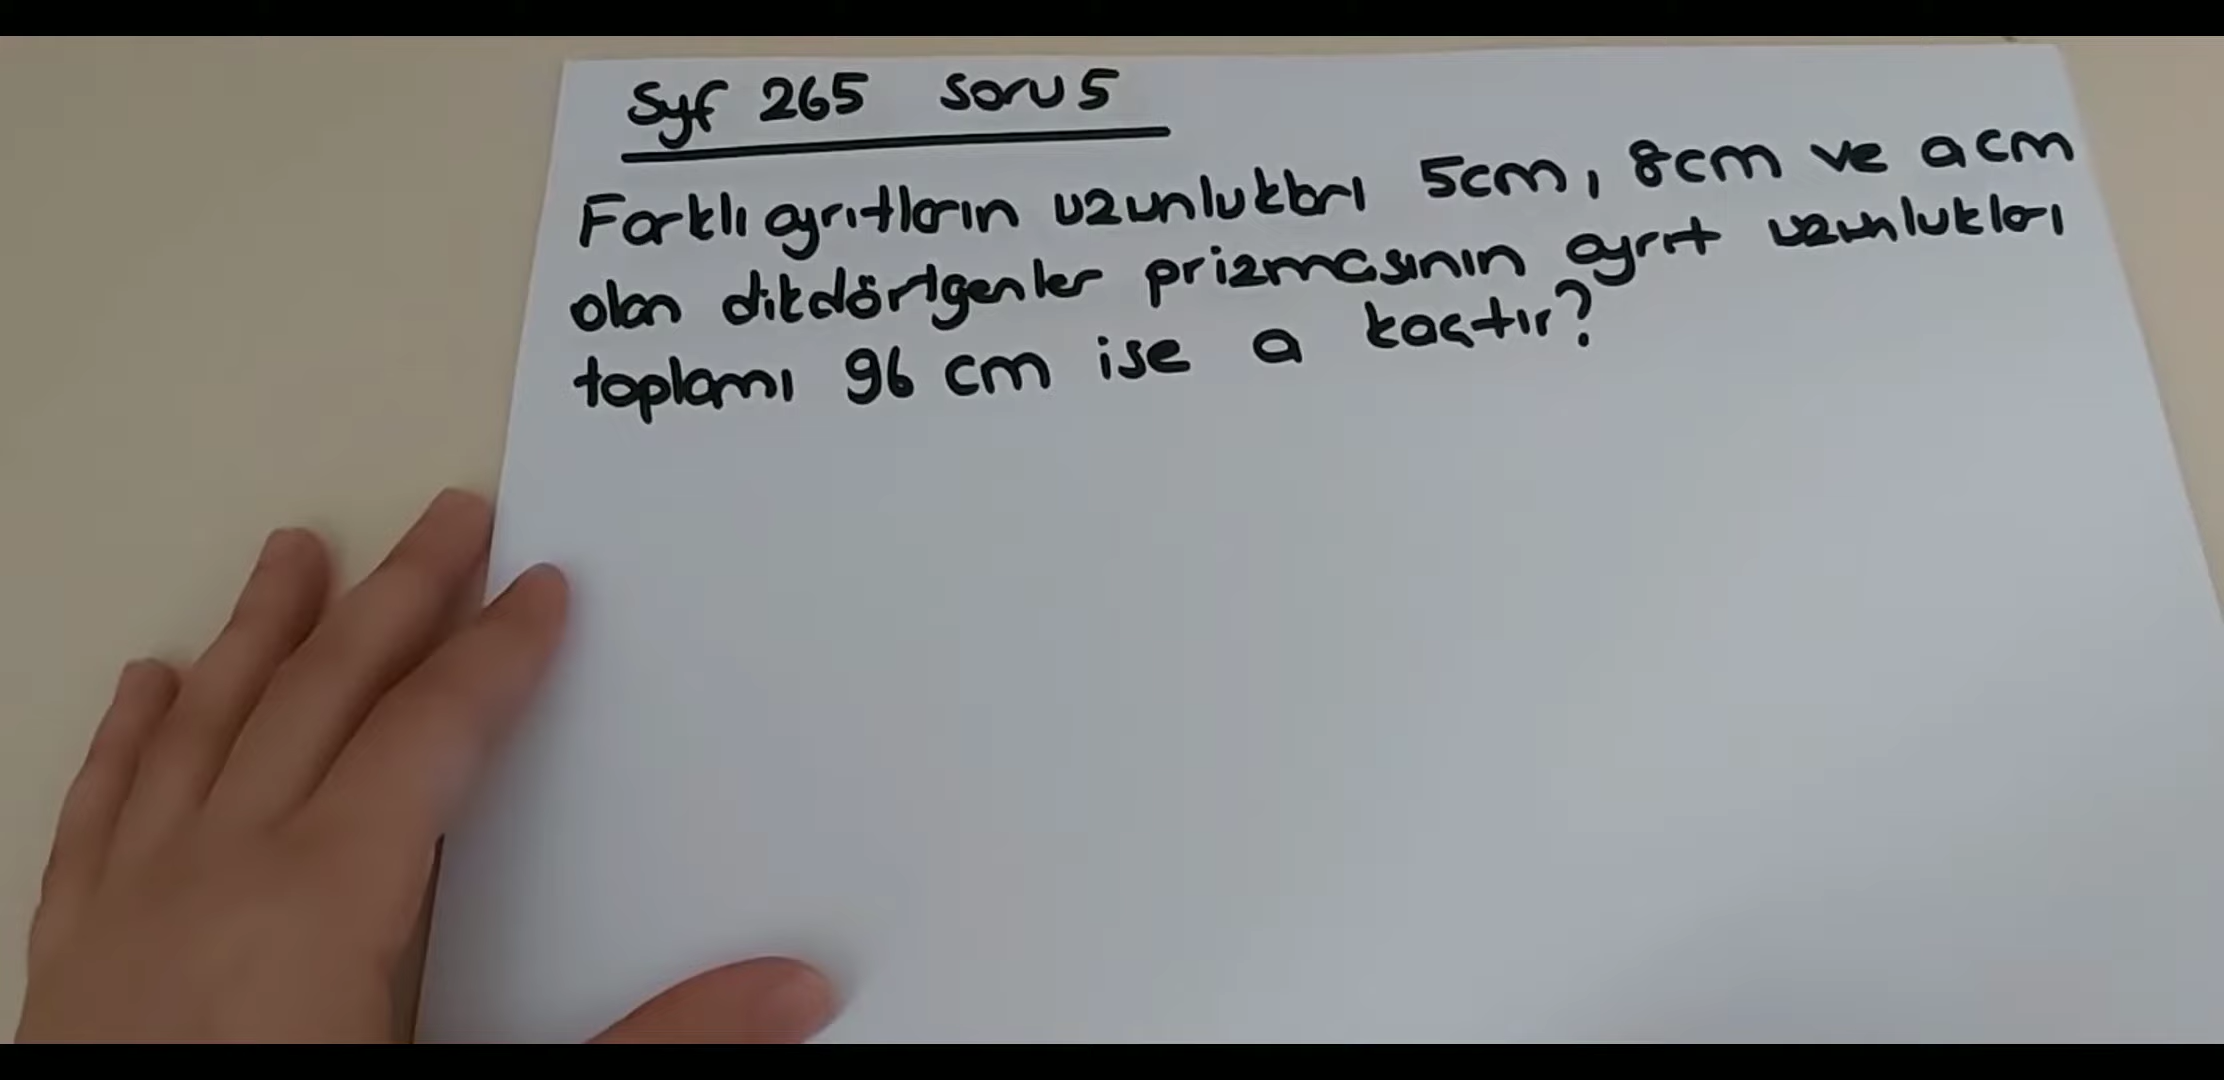 Syf 265 Soru 5
Farklı ayrıtların uzunlukları 5cm, 8cm ve a cm
olan dikdörtgenler prizmasının ayrıt uzunlukları
toplamı 96 cm ise a kaçtır?